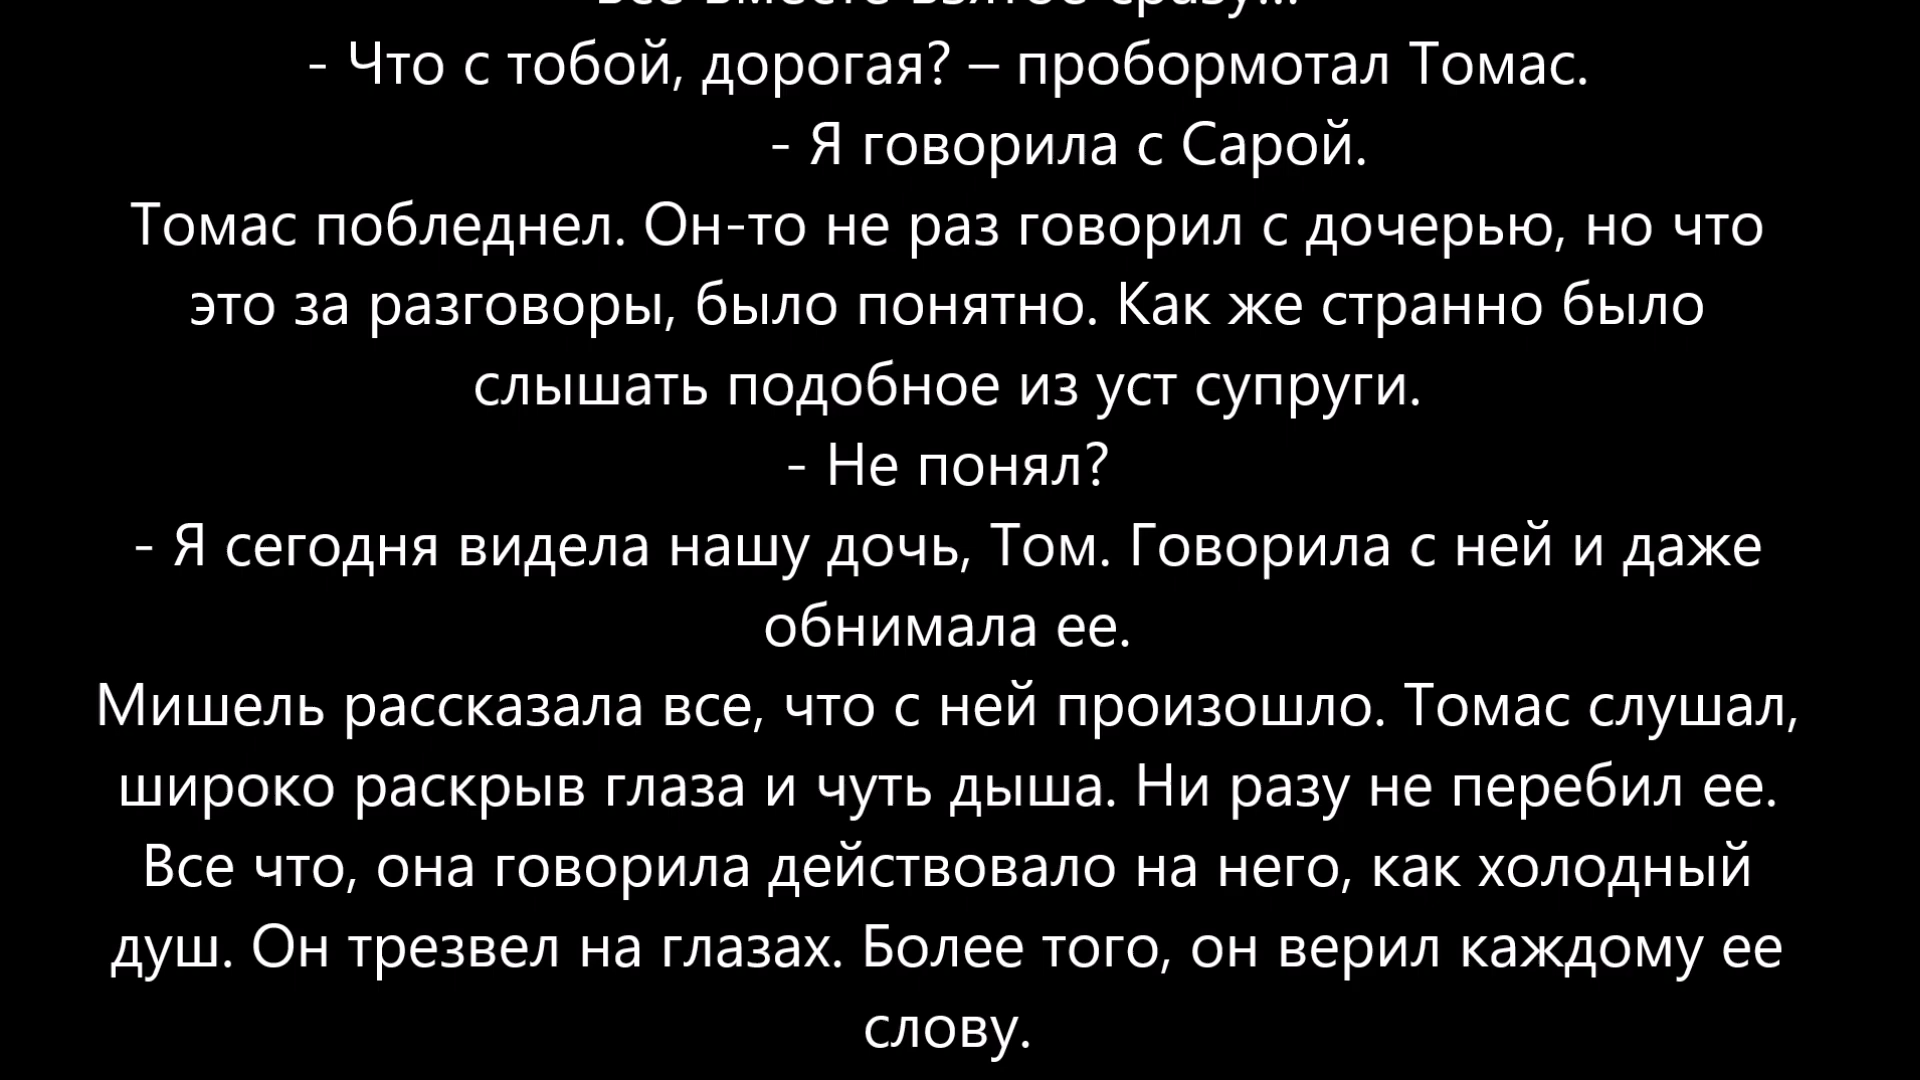 все вместе взятое сразу...
- Что с тобой, дорогая? – пробормотал Томас.
- Я говорила с Сарой.
Томас побледнел. Он-то не раз говорил с дочерью, но что
это за разговоры, было понятно. Как же странно было
слышать подобное из уст супруги.
- Не понял?
- Я сегодня видела нашу дочь, Том. Говорила с ней и даже
обнимала ее.
Мишель рассказала все, что с ней произошло. Томас слушал,
широко раскрыв глаза и чуть дыша. Ни разу не перебил ее.
Все что, она говорила действовало на него, как холодный
душ. Он трезвел на глазах. Более того, он верил каждому ее
слову.